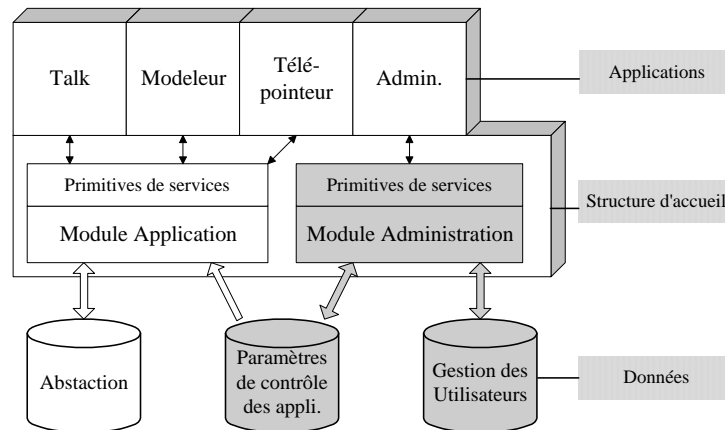 Talk
Modeleur
Télé-
pointeur
Admin.
Applications
Primitives de services
Primitives de services
Module Application
Module Administration
Structure d'accueil
Abstaction
Paramètres
de contrôle
des appli.
Gestion des
Utilisateurs
Données